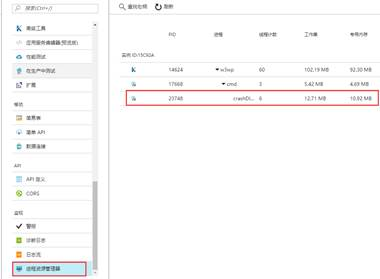 搜索(Ctrl+/)
高级工具
应用服务编辑器(预览版)
性能测试
在生产中测试
扩展
移动
简易表
简单 API
数据连接
API
API 定义
CORS
监视
警报
诊断日志
日志流
进程资源管理器
查找句柄 刷新
PID 进程 线程计数 工作集 专用内存
实例 ID:15C93A
14624 w3wp 60 102.19 MB 92.30 MB
17668 cmd 3 5.42 MB 4.69 MB
23748 crashDi... 6 12.71 MB 10.92 MB